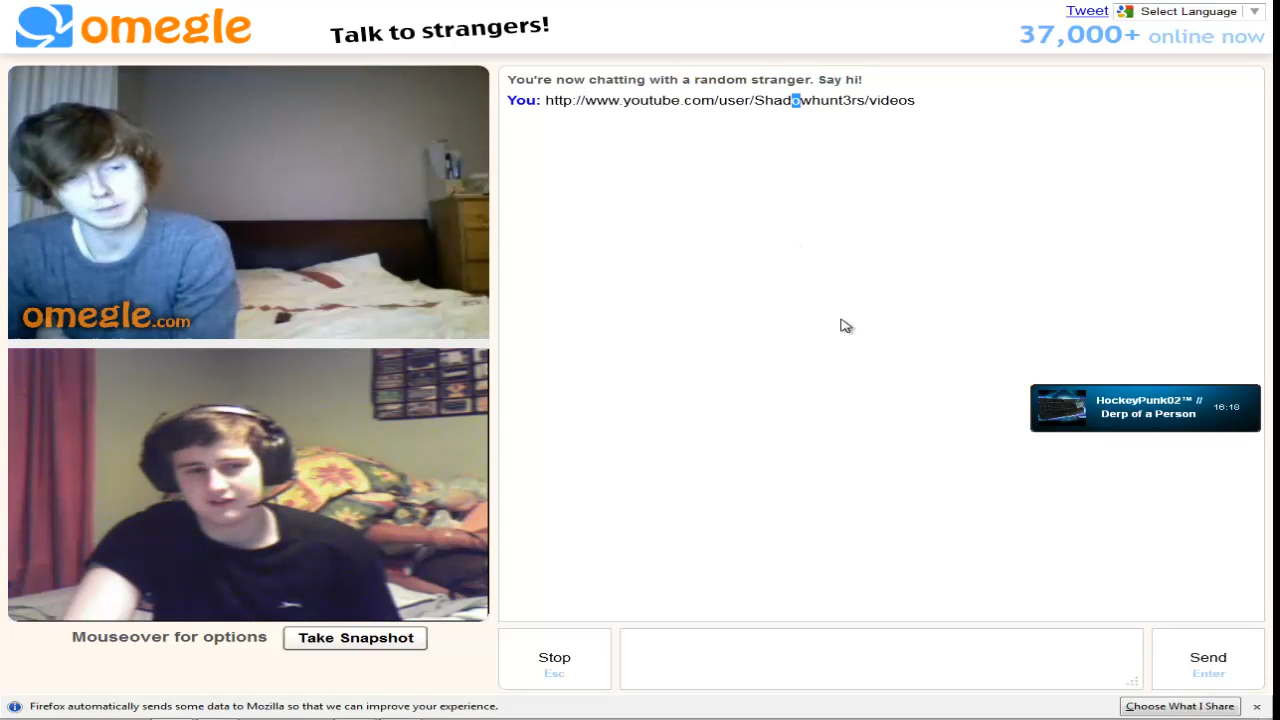 omegle
Talk to strangers!
Tweet
Select Language
37,000+ online now
You're now chatting with a random stranger. Say hi!
You: http://www.youtube.com/user/Shadowhunt3rs/videos
omegle.com
HockeyPunk02™ //
Derp of a Person
16:18
Mouseover for options
Take Snapshot
Stop
Esc
Send
Enter
Firefox automatically sends some data to Mozilla so that we can improve your experience.
Choose What I Share